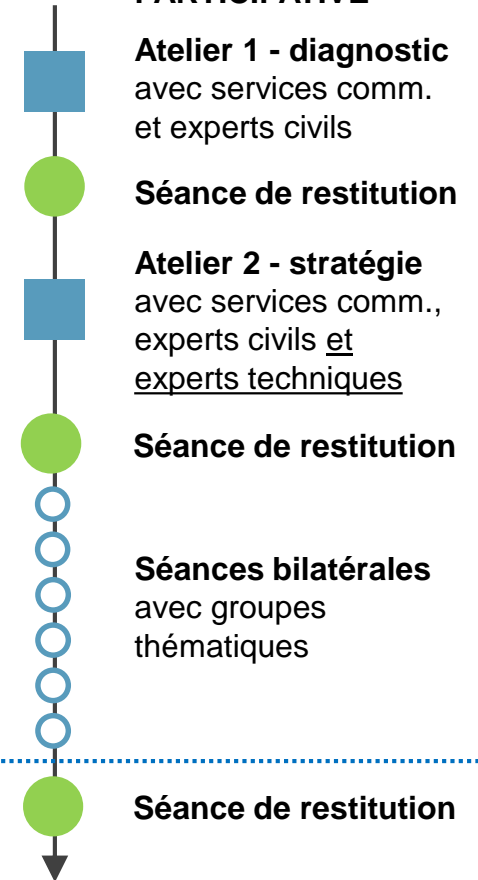 PARTICIPATIVE
Atelier 1 - diagnostic
avec services comm.
et experts civils
Séance de restitution
Atelier 2 - stratégie
avec services comm.,
experts civils et
experts techniques
Séance de restitution
Séances bilatérales
avec groupes
thématiques
Séance de restitution